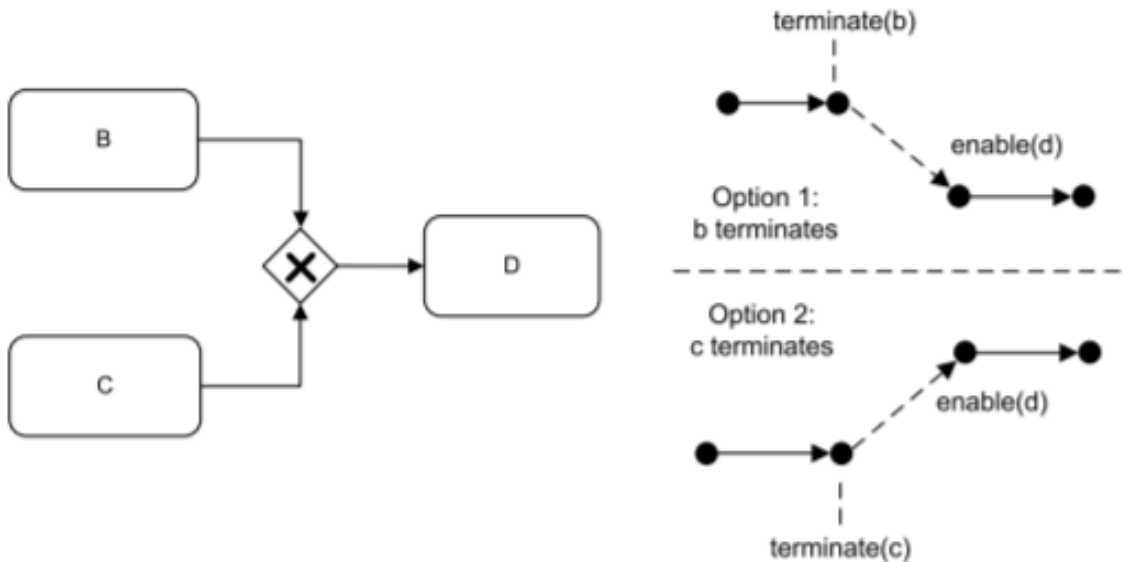 B
C
D
terminate(b)
enable(d)
Option 1:
b terminates
Option 2:
c terminates
enable(d)
terminate(c)